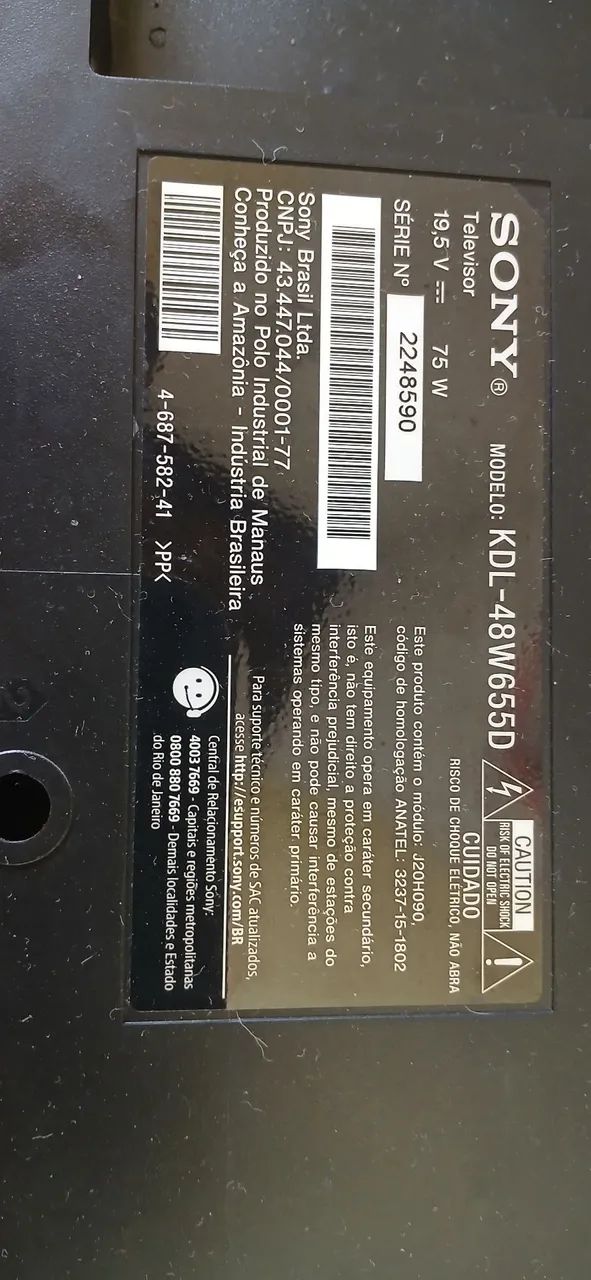 SONY®
MODELO: KDL-48W655D
Televisor
19,5 V 75 W
SÉRIE Nº 2248590
Sony Brasil Ltda.
CNPJ: 43.447.044/0001-77
Produzido no Polo Industrial de Manaus
Conheça a Amazônia - Indústria Brasileira
4-687-582-41 >PP<
CAUTION
RISK OF ELECTRIC SHOCK
DO NOT OPEN
CUIDADO
RISCO DE CHOQUE ELÉTRICO, NÃO ABRA
Este produto contém o módulo: J20H090,
código de homologação ANATEL: 3237-15-1802
Este equipamento opera em caráter secundário,
isto é, não tem direito a proteção contra
interferência prejudicial, mesmo de estações do
mesmo tipo, e não pode causar interferência a
sistemas operando em caráter primário.
Para suporte técnico e números de SAC atualizados,
acesse http://esupport.sony.com/BR
Central de Relacionamento Sony:
4003 7669 - Capitais e regiões metropolitanas
0800 880 7669 - Demais localidades e Estado
do Rio de Janeiro